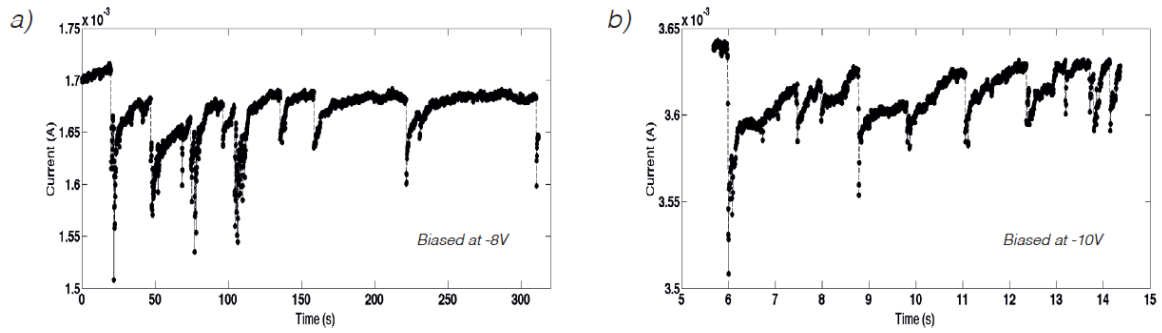 a)
1.75 x 10⁻³
1.7
1.65
1.6
1.55
1.5
Current (A)
0 50 100 150 200 250 300
Time (s)
Biased at -8V
b)
3.65 x 10⁻³
3.6
3.55
3.5
Current (A)
5 6 7 8 9 10 11 12 13 14 15
Time (s)
Biased at -10V